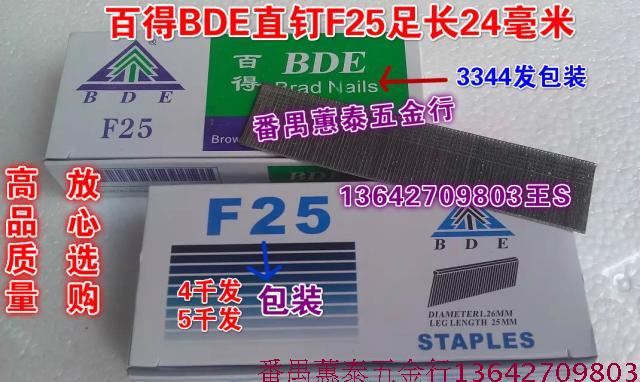 百得BDE直钉F25足长24毫米
BDE
F25
百得
BDE
Brad Nails
3344发包装
番禺蕙泰五金行
Brow
BDE
13642709803王S
高品质量
放心选购
F25
4千发
5千发
包装
BDE
DIAMETER1.26MM
LEG LENGTH 25MM
STAPLES
番禺蕙泰五金行13642709803